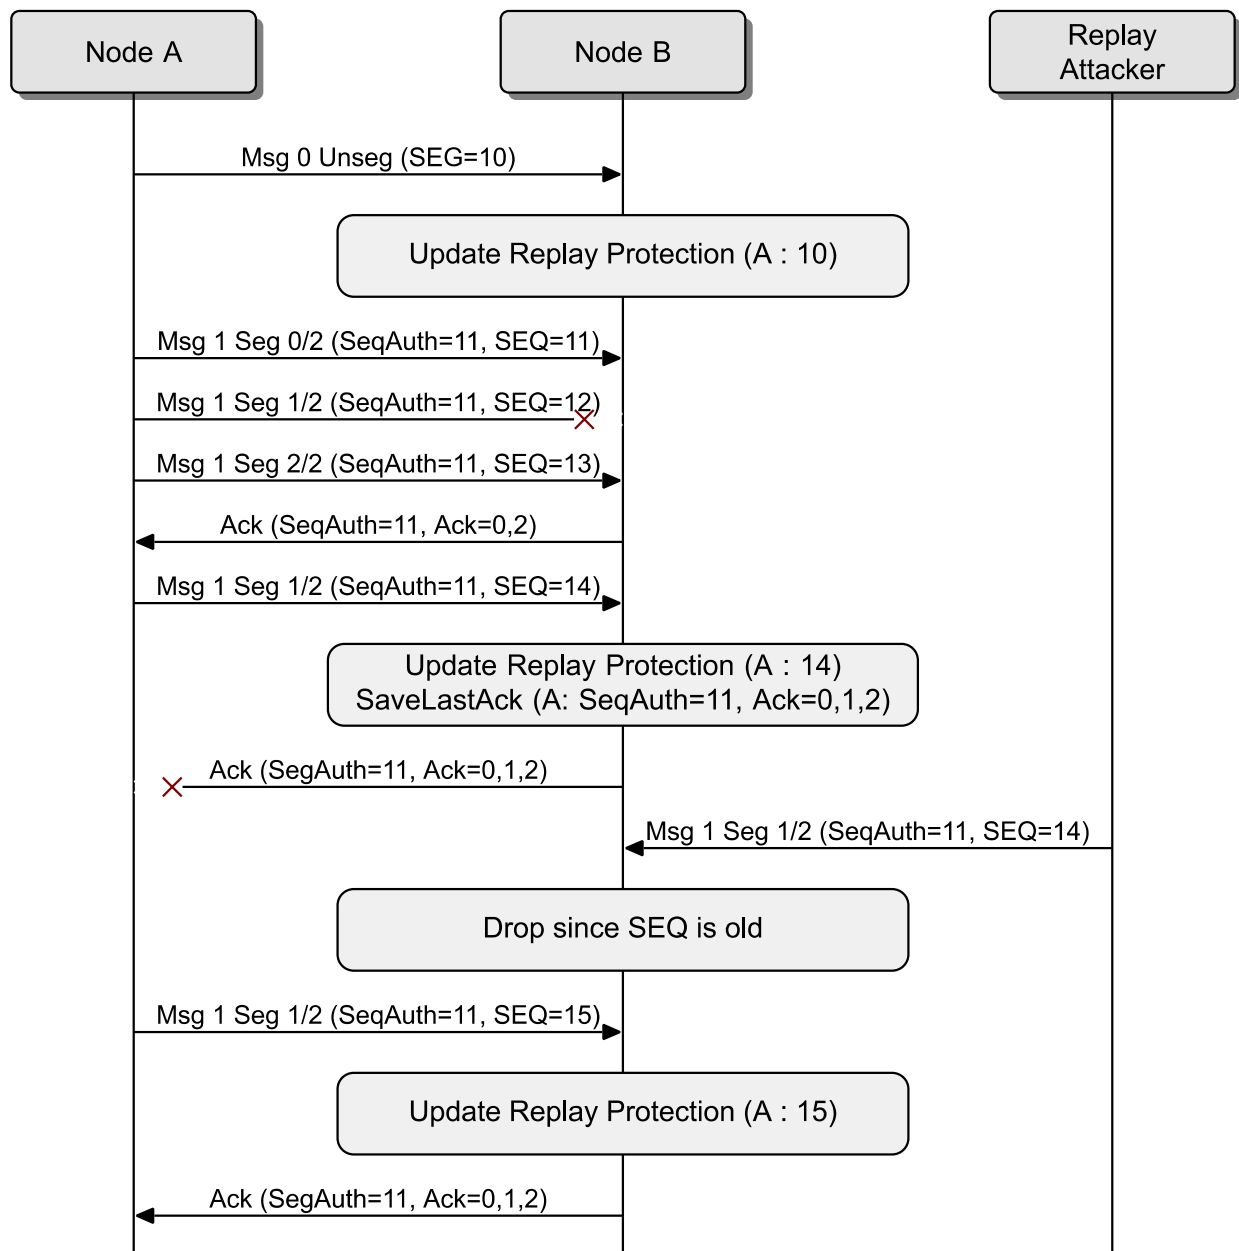 Node A
Node B
Replay
Attacker
Msg 0 Unseg (SEG=10)
Update Replay Protection (A : 10)
Msg 1 Seg 0/2 (SeqAuth=11, SEQ=11)
Msg 1 Seg 1/2 (SeqAuth=11, SEQ=12)
Msg 1 Seg 2/2 (SeqAuth=11, SEQ=13)
Ack (SeqAuth=11, Ack=0,2)
Msg 1 Seg 1/2 (SeqAuth=11, SEQ=14)
Update Replay Protection (A : 14)
SaveLastAck (A: SeqAuth=11, Ack=0,1,2)
Ack (SegAuth=11, Ack=0,1,2)
Msg 1 Seg 1/2 (SeqAuth=11, SEQ=14)
Drop since SEQ is old
Msg 1 Seg 1/2 (SeqAuth=11, SEQ=15)
Update Replay Protection (A : 15)
Ack (SegAuth=11, Ack=0,1,2)